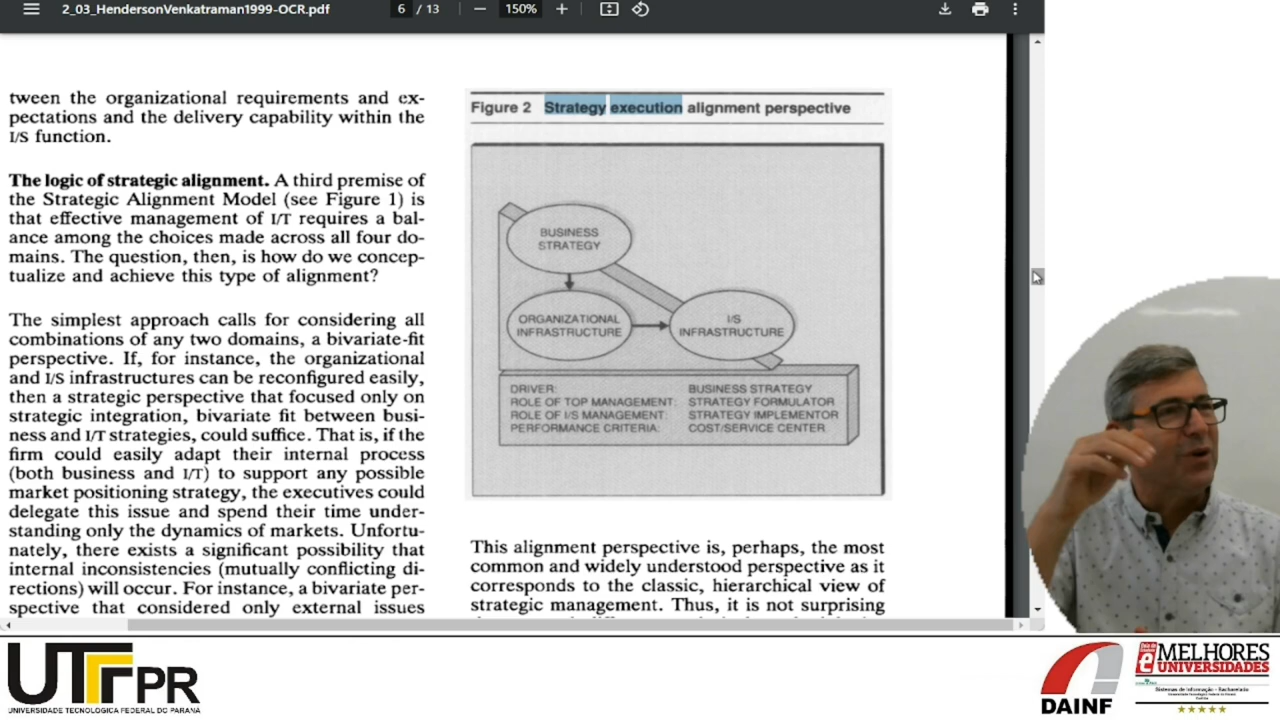 2_03_HendersonVenkatraman1999-OCR.pdf
6 / 13
150%
tween the organizational requirements and ex-
pectations and the delivery capability within the
I/S function.
The logic of strategic alignment. A third premise of
the Strategic Alignment Model (see Figure 1) is
that effective management of I/T requires a bal-
ance among the choices made across all four do-
mains. The question, then, is how do we concep-
tualize and achieve this type of alignment?
The simplest approach calls for considering all
combinations of any two domains, a bivariate-fit
perspective. If, for instance, the organizational
and I/S infrastructures can be reconfigured easily,
then a strategic perspective that focused only on
strategic integration, bivariate fit between busi-
ness and I/T strategies, could suffice. That is, if the
firm could easily adapt their internal process
(both business and I/T) to support any possible
market positioning strategy, the executives could
delegate this issue and spend their time under-
standing only the dynamics of markets. Unfortu-
nately, there exists a significant possibility that
internal inconsistencies (mutually conflicting di-
rections) will occur. For instance, a bivariate per-
spective that considered only external issues
Figure 2 Strategy execution alignment perspective
BUSINESS
STRATEGY
ORGANIZATIONAL
INFRASTRUCTURE
I/S
INFRASTRUCTURE
DRIVER: BUSINESS STRATEGY
ROLE OF TOP MANAGEMENT: STRATEGY FORMULATOR
ROLE OF I/S MANAGEMENT: STRATEGY IMPLEMENTOR
PERFORMANCE CRITERIA: COST/SERVICE CENTER
This alignment perspective is, perhaps, the most
common and widely understood perspective as it
corresponds to the classic, hierarchical view of
strategic management. Thus, it is not surprising
UTFPR
UNIVERSIDADE TECNOLÓGICA FEDERAL DO PARANÁ
DAINF
MELHORES
UNIVERSIDADES
Sistemas de Informação - Bacharelado